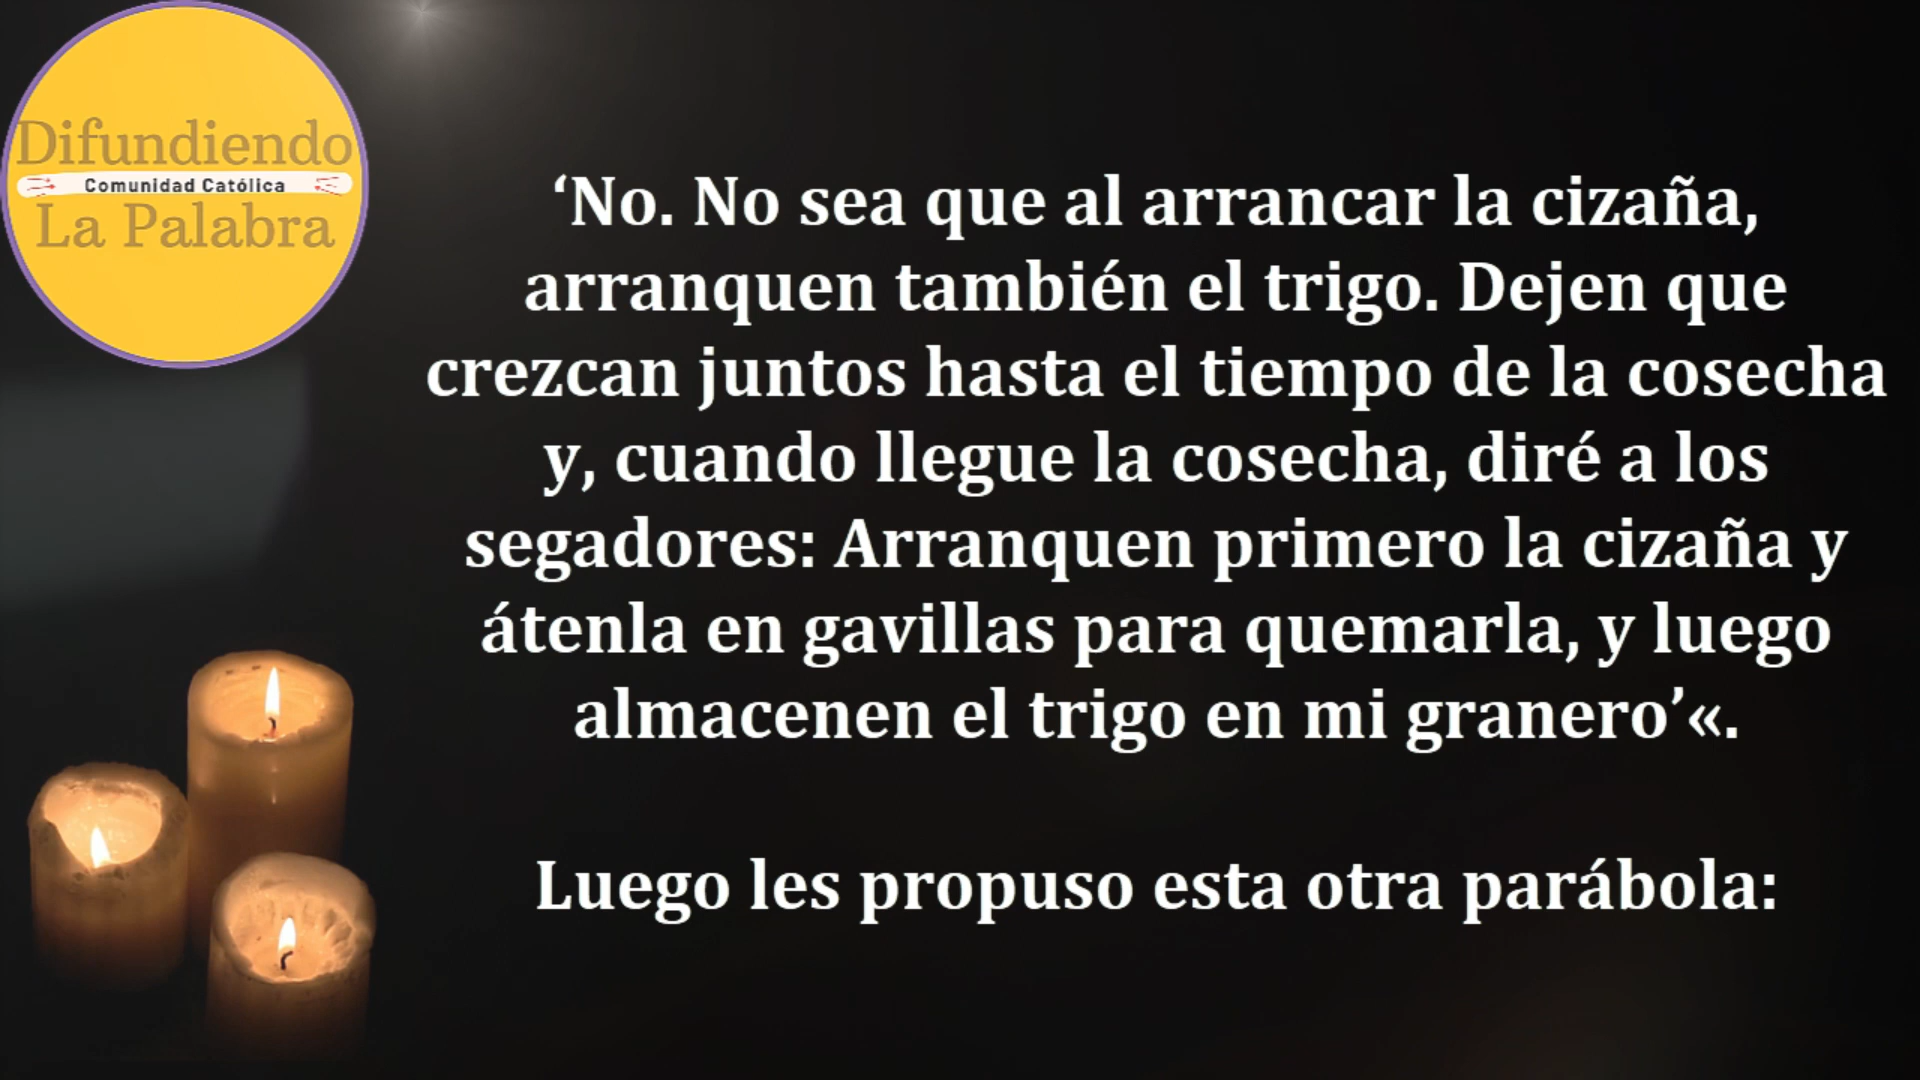 Difundiendo
Comunidad Católica
La Palabra
‘No. No sea que al arrancar la cizaña,
arranquen también el trigo. Dejen que
crezcan juntos hasta el tiempo de la cosecha
y, cuando llegue la cosecha, diré a los
segadores: Arranquen primero la cizaña y
átenla en gavillas para quemarla, y luego
almacenen el trigo en mi granero’«.
Luego les propuso esta otra parábola: